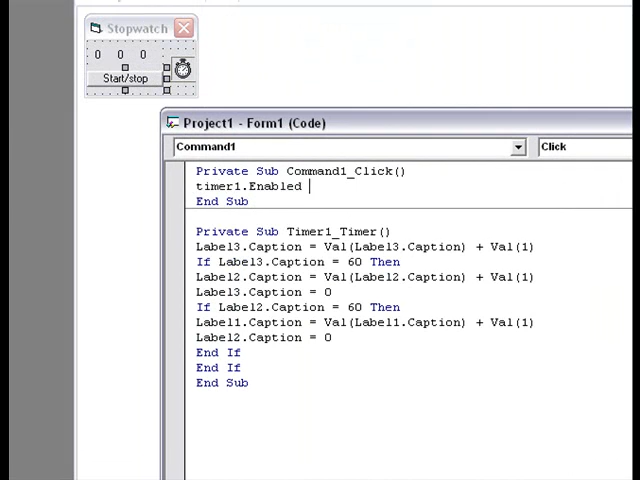 Stopwatch
0 0 0
Start/stop
Project1 - Form1 (Code)
Command1 Click
Private Sub Command1_Click()
timer1.Enabled
End Sub
Private Sub Timer1_Timer()
Label3.Caption = Val(Label3.Caption) + Val(1)
If Label3.Caption = 60 Then
Label2.Caption = Val(Label2.Caption) + Val(1)
Label3.Caption = 0
If Label2.Caption = 60 Then
Label1.Caption = Val(Label1.Caption) + Val(1)
Label2.Caption = 0
End If
End If
End Sub